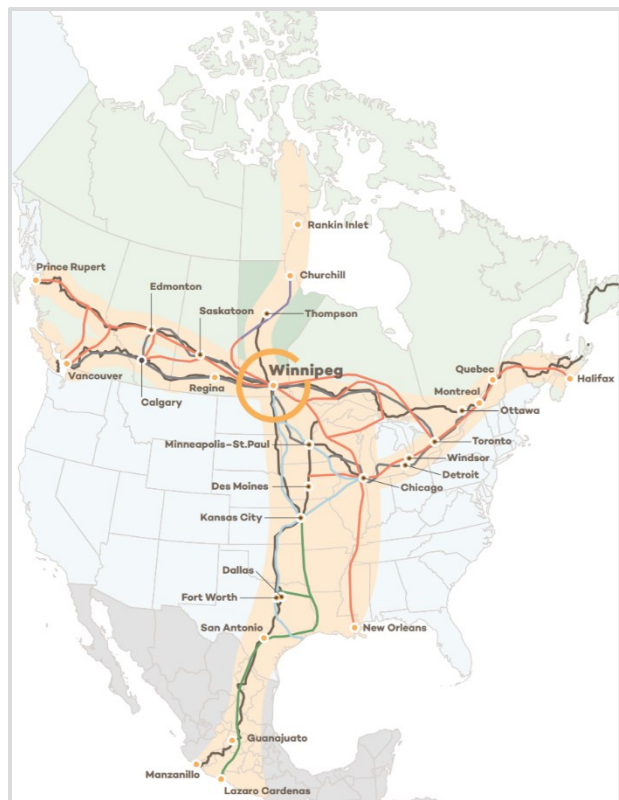 Rankin Inlet
Prince Rupert
Churchill
Edmonton
Saskatoon
Thompson
Winnipeg
Quebec
Vancouver
Regina
Montreal
Halifax
Calgary
Ottawa
Minneapolis-St.Paul
Toronto
Windsor
Des Moines
Detroit
Chicago
Kansas City
Dallas
Fort Worth
San Antonio
New Orleans
Guanajuato
Manzanillo
Lazaro Cardenas